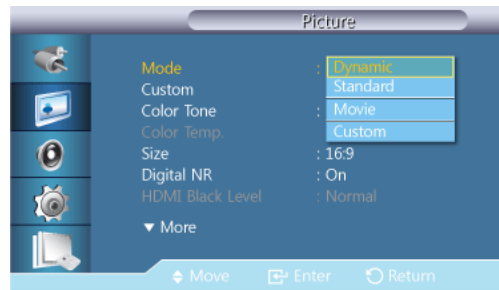 Picture
Mode : Dynamic
Custom Standard
Color Tone : Movie
Color Temp. Custom
Size : 16:9
Digital NR : On
HDMI Black Level : Normal
▼ More
Move Enter Return